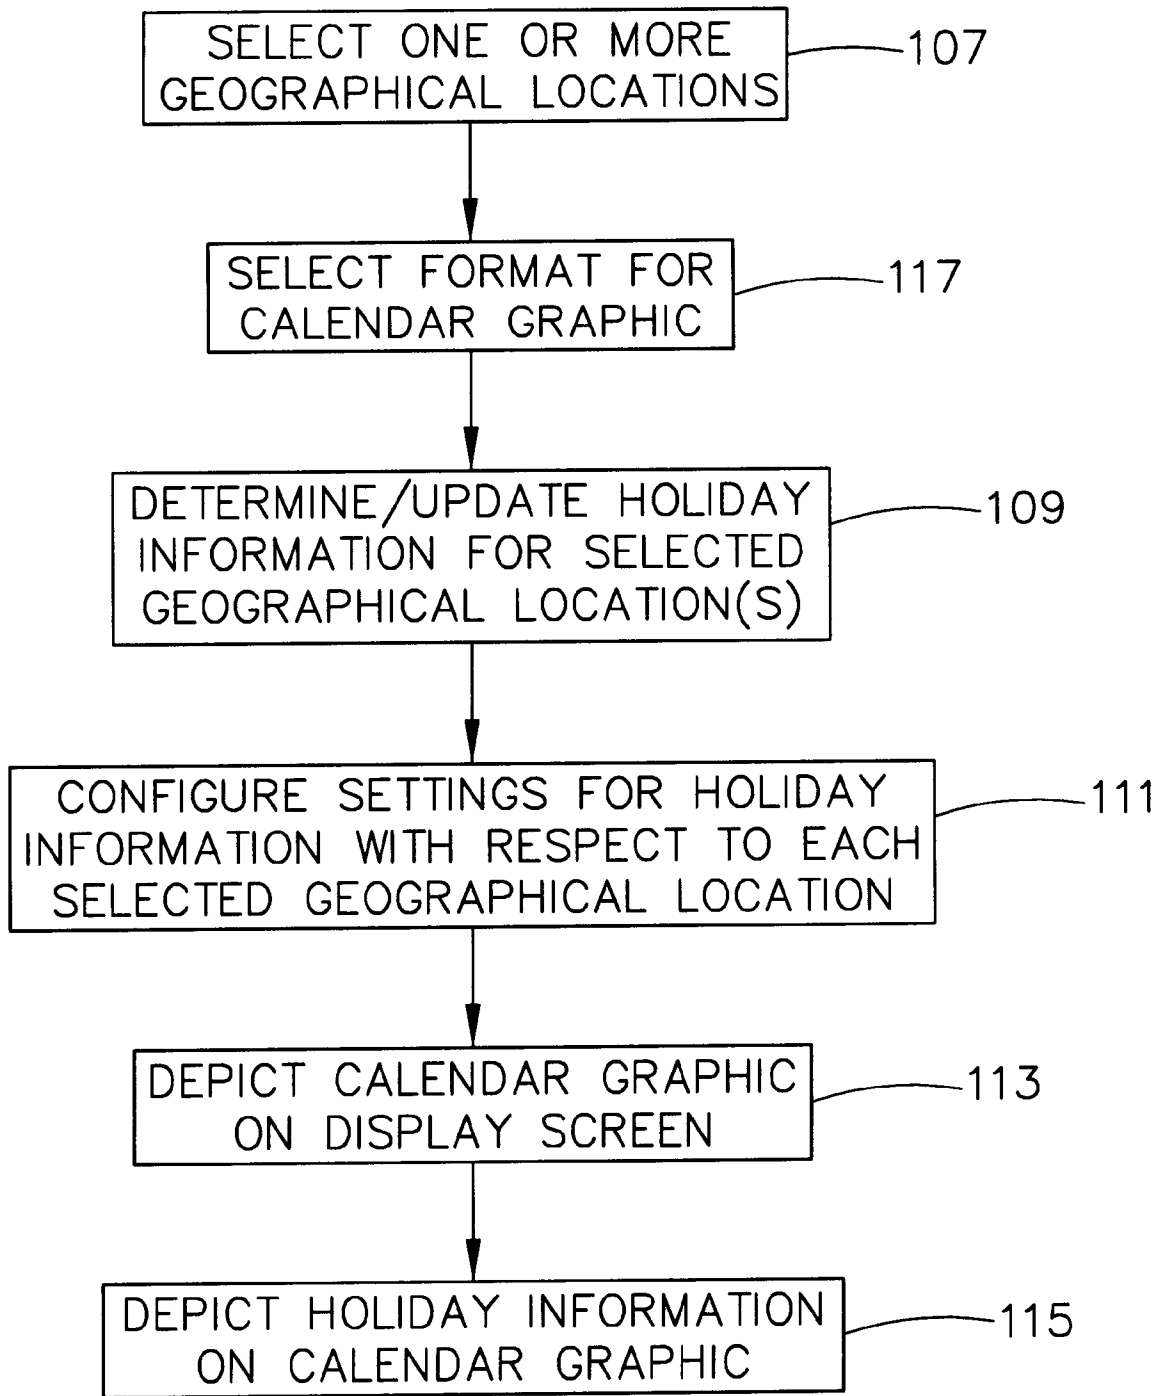 SELECT ONE OR MORE
GEOGRAPHICAL LOCATIONS
107
SELECT FORMAT FOR
CALENDAR GRAPHIC
117
DETERMINE/UPDATE HOLIDAY
INFORMATION FOR SELECTED
GEOGRAPHICAL LOCATION(S)
109
CONFIGURE SETTINGS FOR HOLIDAY
INFORMATION WITH RESPECT TO EACH
SELECTED GEOGRAPHICAL LOCATION
111
DEPICT CALENDAR GRAPHIC
ON DISPLAY SCREEN
113
DEPICT HOLIDAY INFORMATION
ON CALENDAR GRAPHIC
115